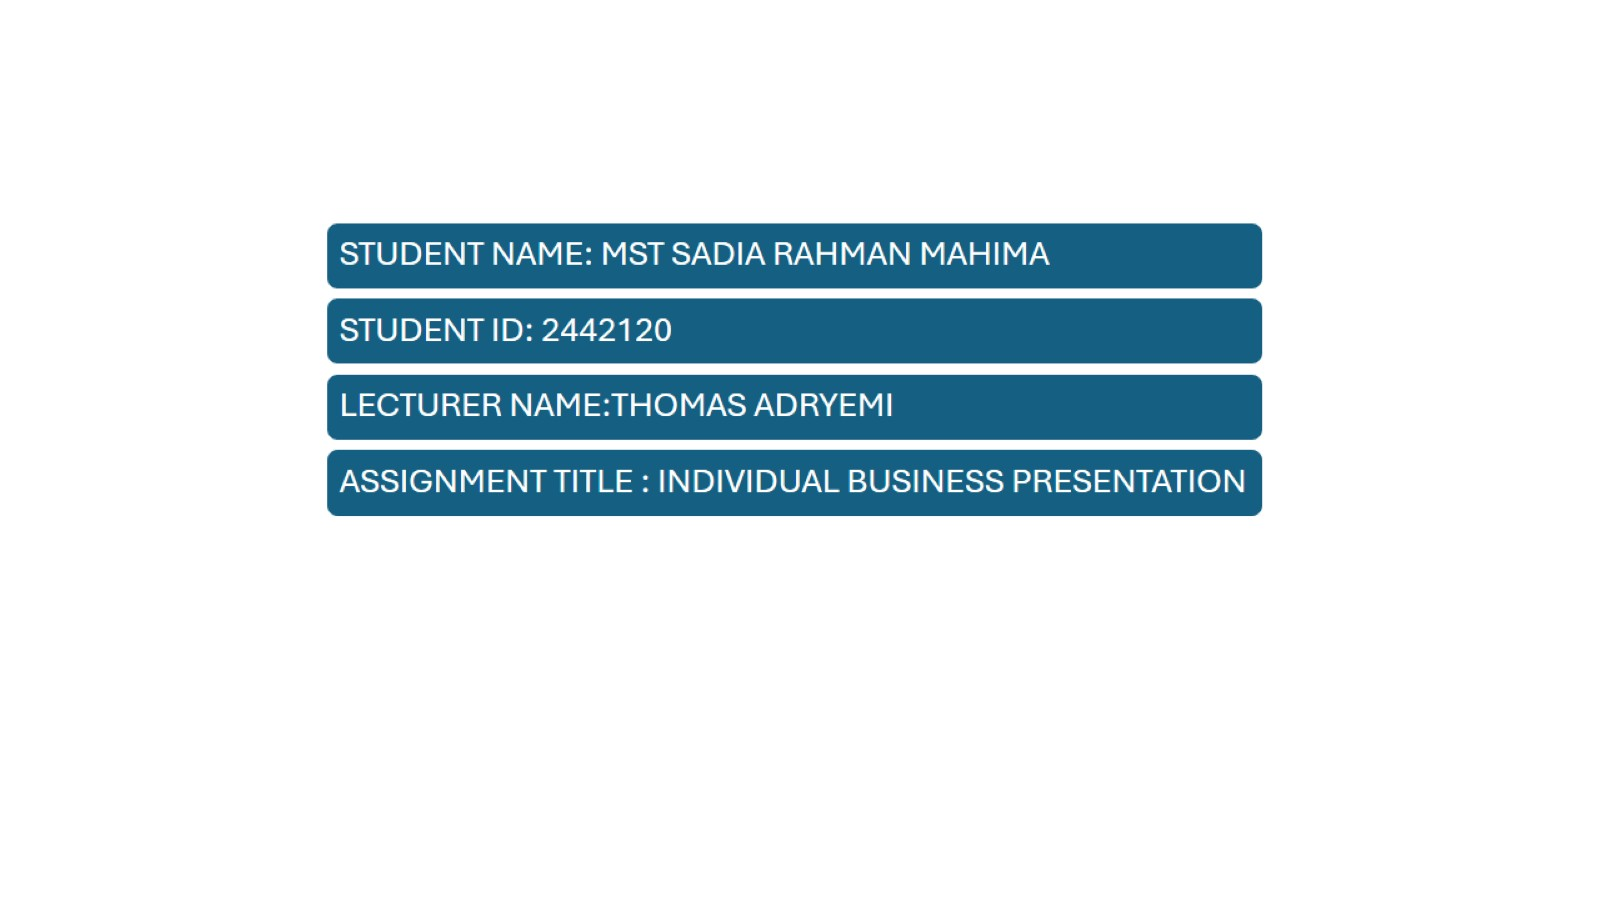 STUDENT NAME: MST SADIA RAHMAN MAHIMA
STUDENT ID: 2442120
LECTURER NAME:THOMAS ADRYEMI
ASSIGNMENT TITLE : INDIVIDUAL BUSINESS PRESENTATION